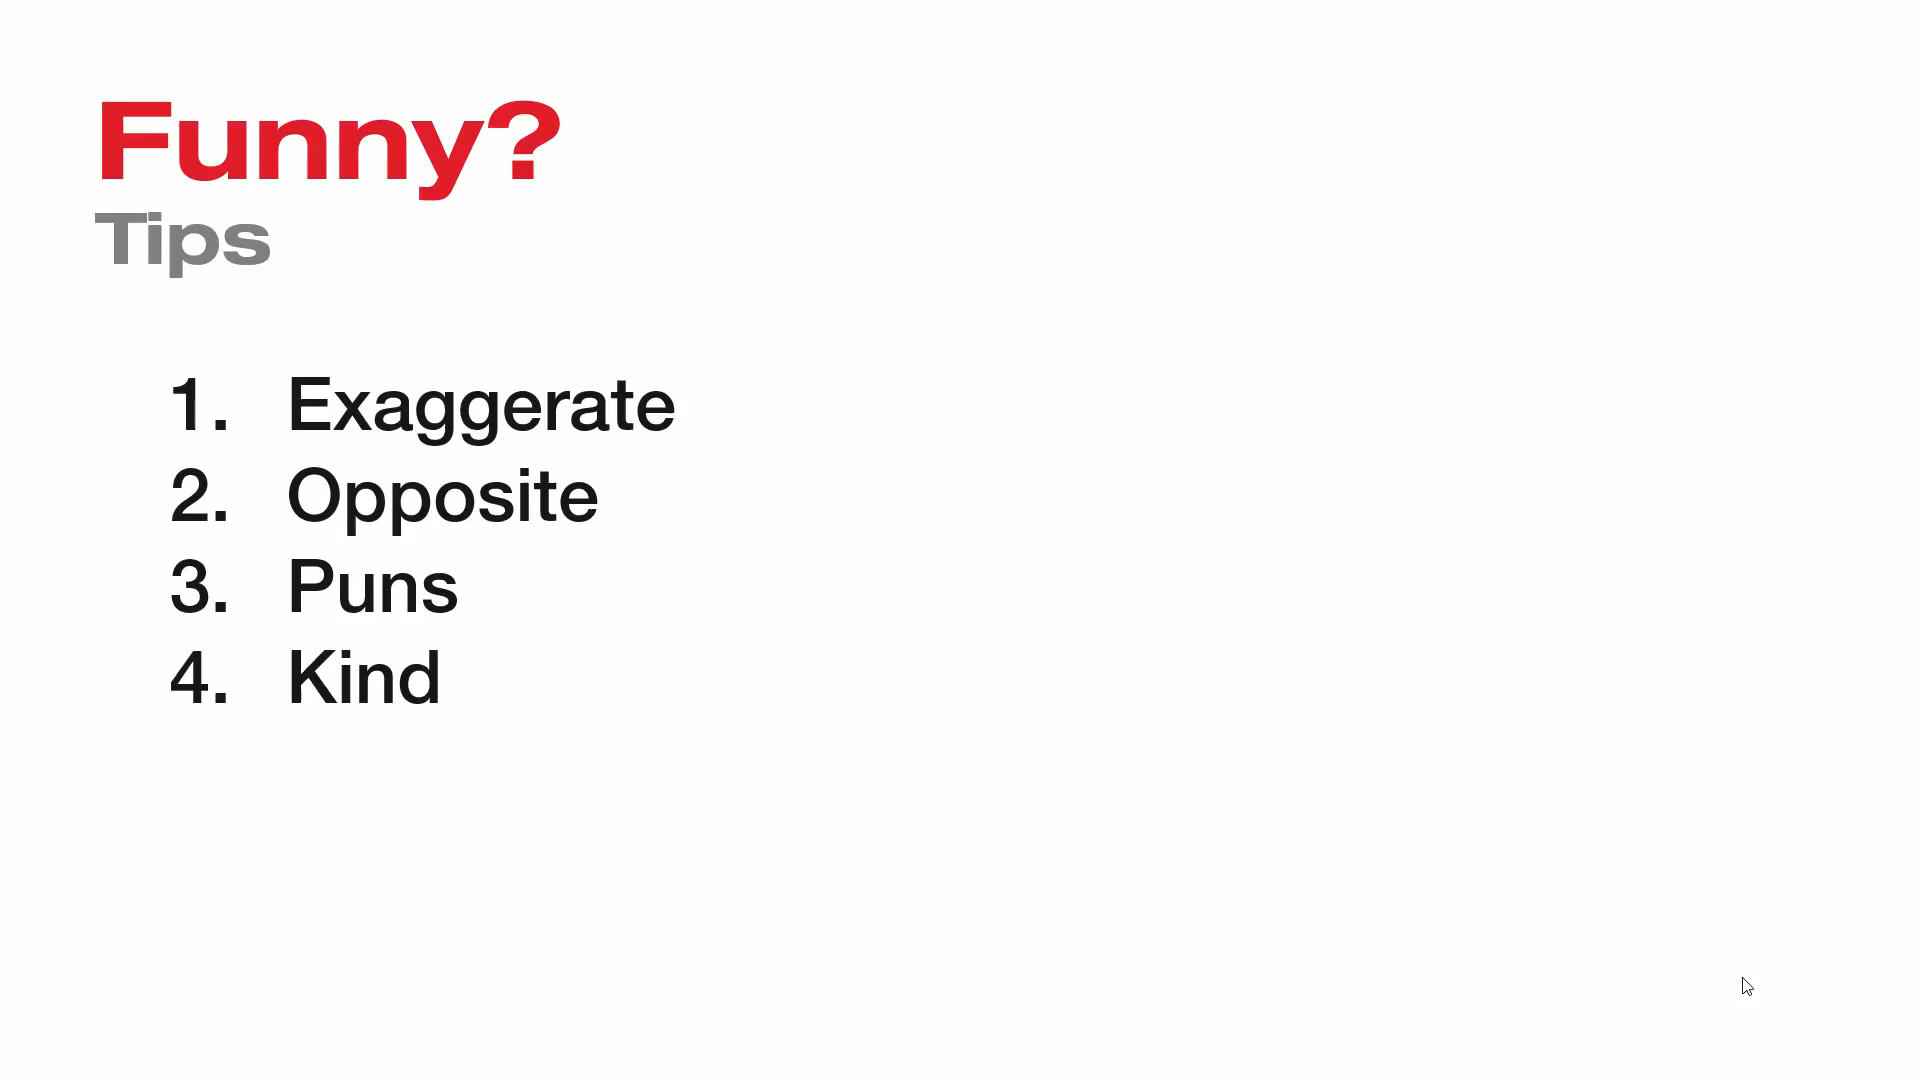 Funny?
Tips
1. Exaggerate
2. Opposite
3. Puns
4. Kind